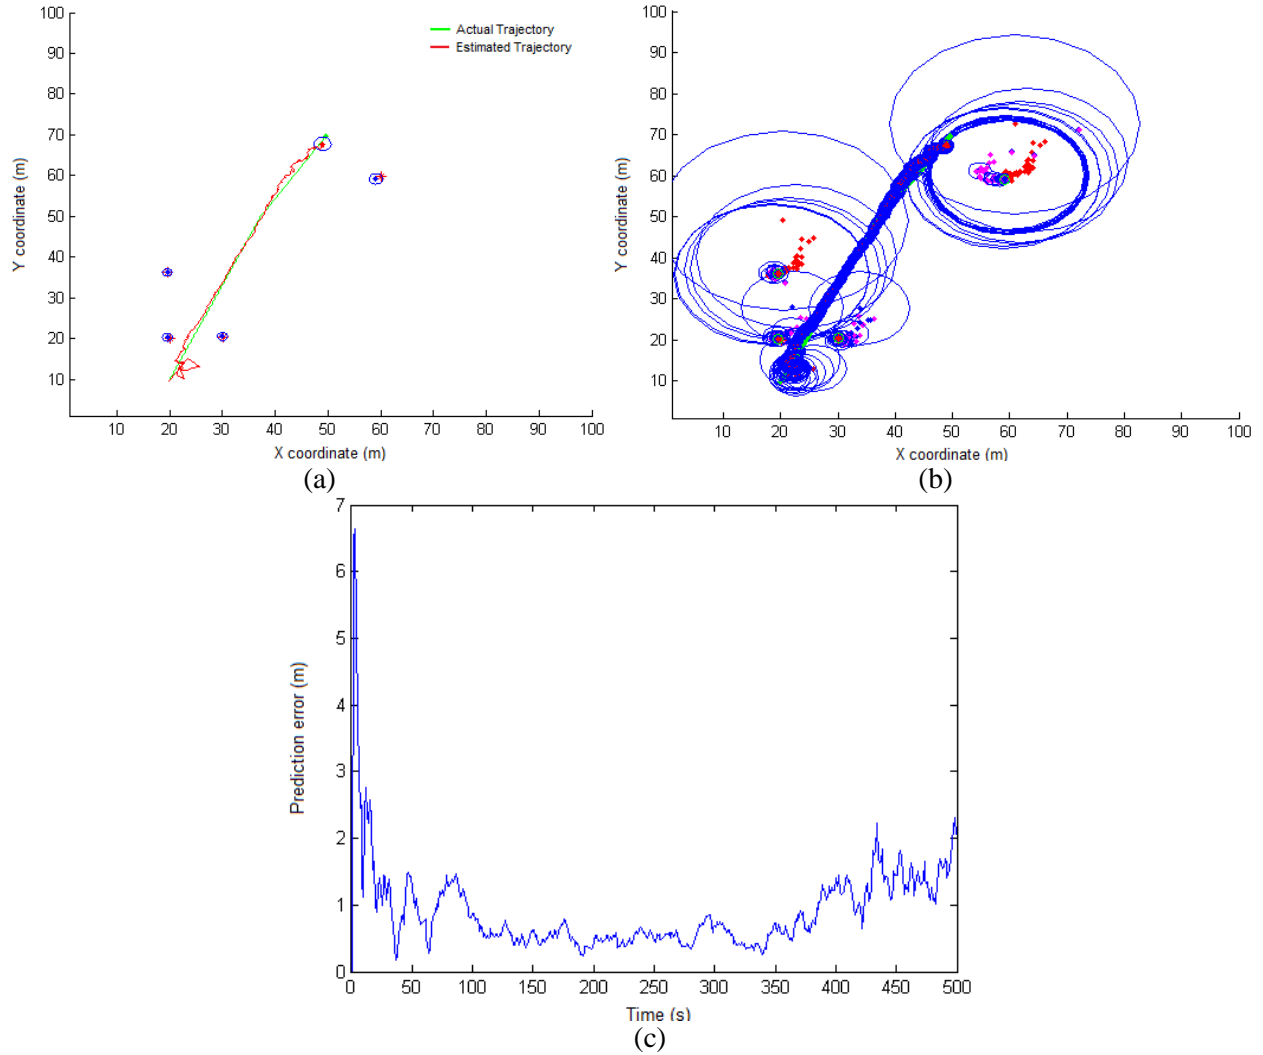 100
90
80
70
60
50
40
30
20
10
Y coordinate (m)
Actual Trajectory
Estimated Trajectory
10 20 30 40 50 60 70 80 90 100
X coordinate (m)
(a)
100
90
80
70
60
50
40
30
20
10
Y coordinate (m)
10 20 30 40 50 60 70 80 90 100
X coordinate (m)
(b)
7
6
5
4
3
2
1
0
Prediction error (m)
0 50 100 150 200 250 300 350 400 450 500
Time (s)
(c)